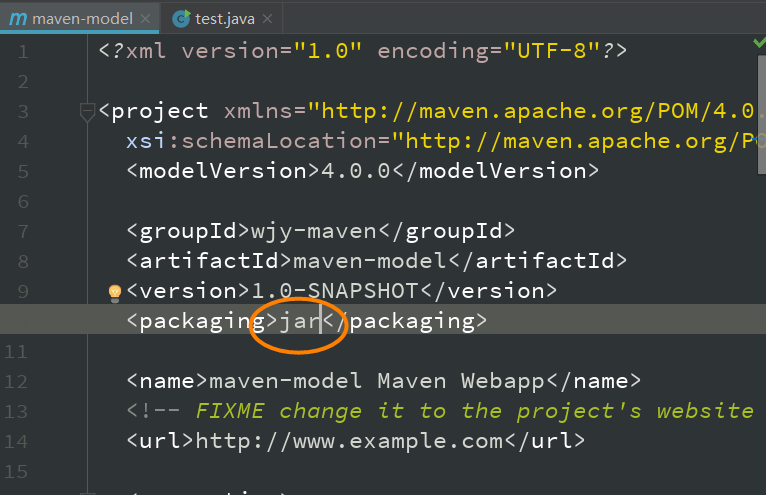 maven-model × test.java ×
1 <?xml version="1.0" encoding="UTF-8"?>
2
3 <project xmlns="http://maven.apache.org/POM/4.0.
4 xsi:schemaLocation="http://maven.apache.org/PO
5 <modelVersion>4.0.0</modelVersion>
6
7 <groupId>wjy-maven</groupId>
8 <artifactId>maven-model</artifactId>
9 <version>1.0-SNAPSHOT</version>
<packaging>jar</packaging>
11
12 <name>maven-model Maven Webapp</name>
13 <!-- FIXME change it to the project's website
14 <url>http://www.example.com</url>
15